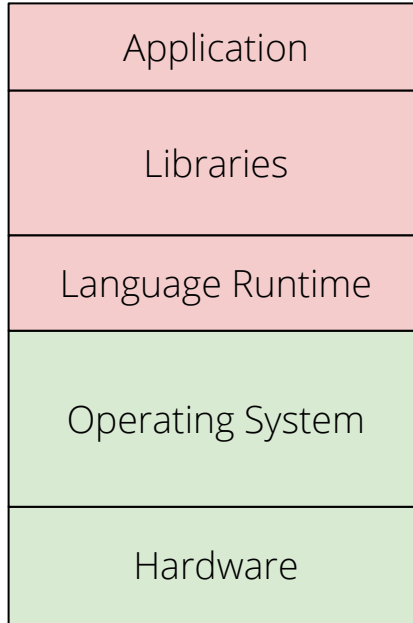 Application
Libraries
Language Runtime
Operating System
Hardware